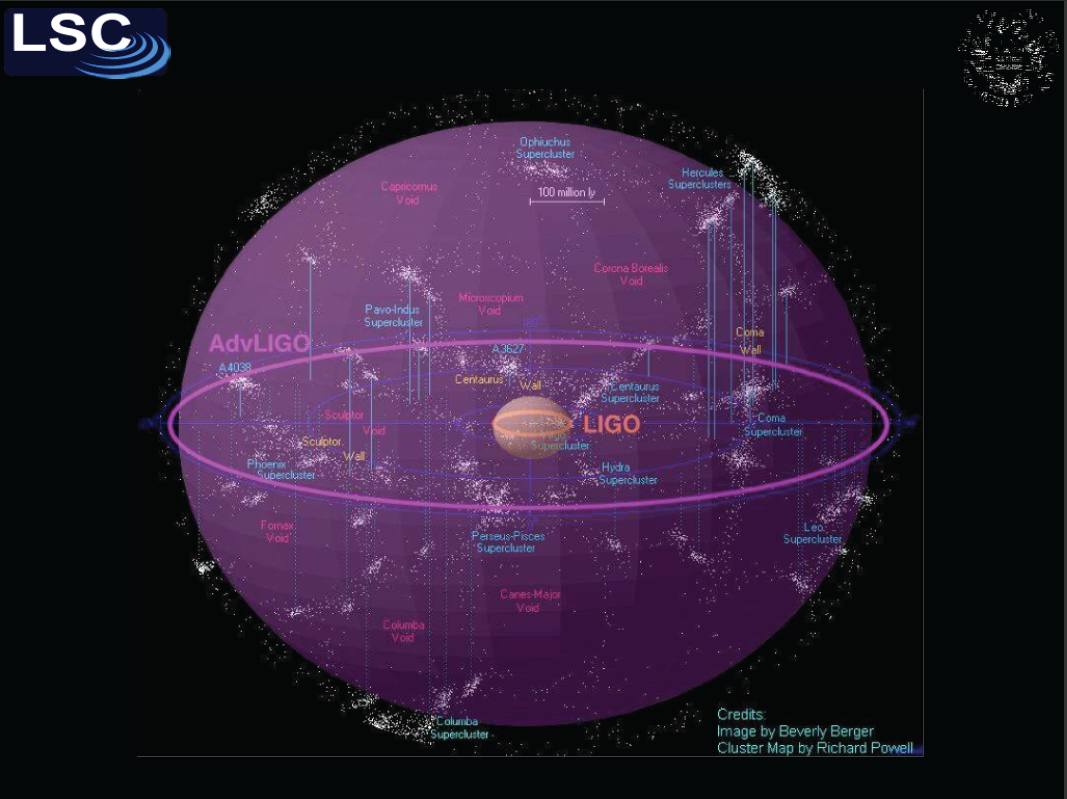 LSC
Ophiuchus
Supercluster
Hercules
Superclusters
Capricornus
Void
100 million ly
Corona Borealis
Void
Microscopium
Void
Pavo-Indus
Supercluster
Coma
Wall
AdvLIGO
A3627
A4038
Centaurus
Wall
Centaurus
Supercluster
Sculptor
Void
LIGO
Supercluster
Coma
Supercluster
Sculptor
Wall
Phoenix
Supercluster
Hydra
Supercluster
Fornax
Void
Perseus-Pisces
Supercluster
Leo
Supercluster
Canes-Major
Void
Columba
Void
Columba
Supercluster
Credits:
Image by Beverly Berger
Cluster Map by Richard Powell